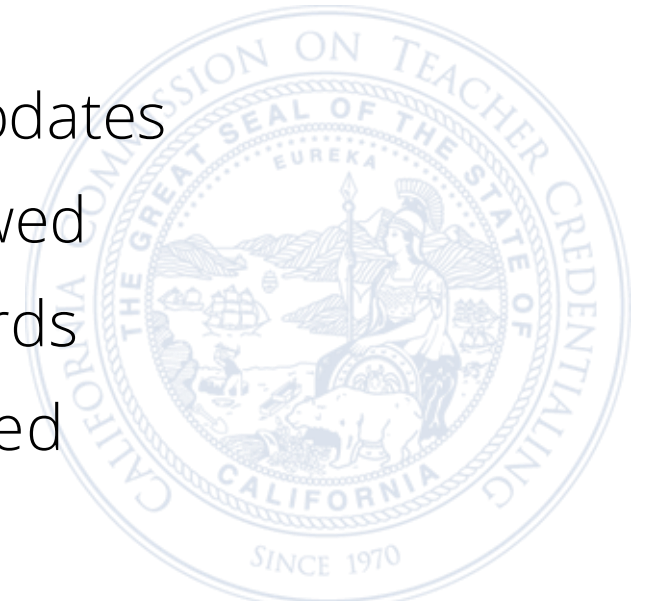 pdates
wed
rds
ed
CALIFORNIA COMMISSION ON TEACHER CREDENTIALING
THE GREAT SEAL OF THE STATE OF
CALIFORNIA
EUREKA
SINCE 1970